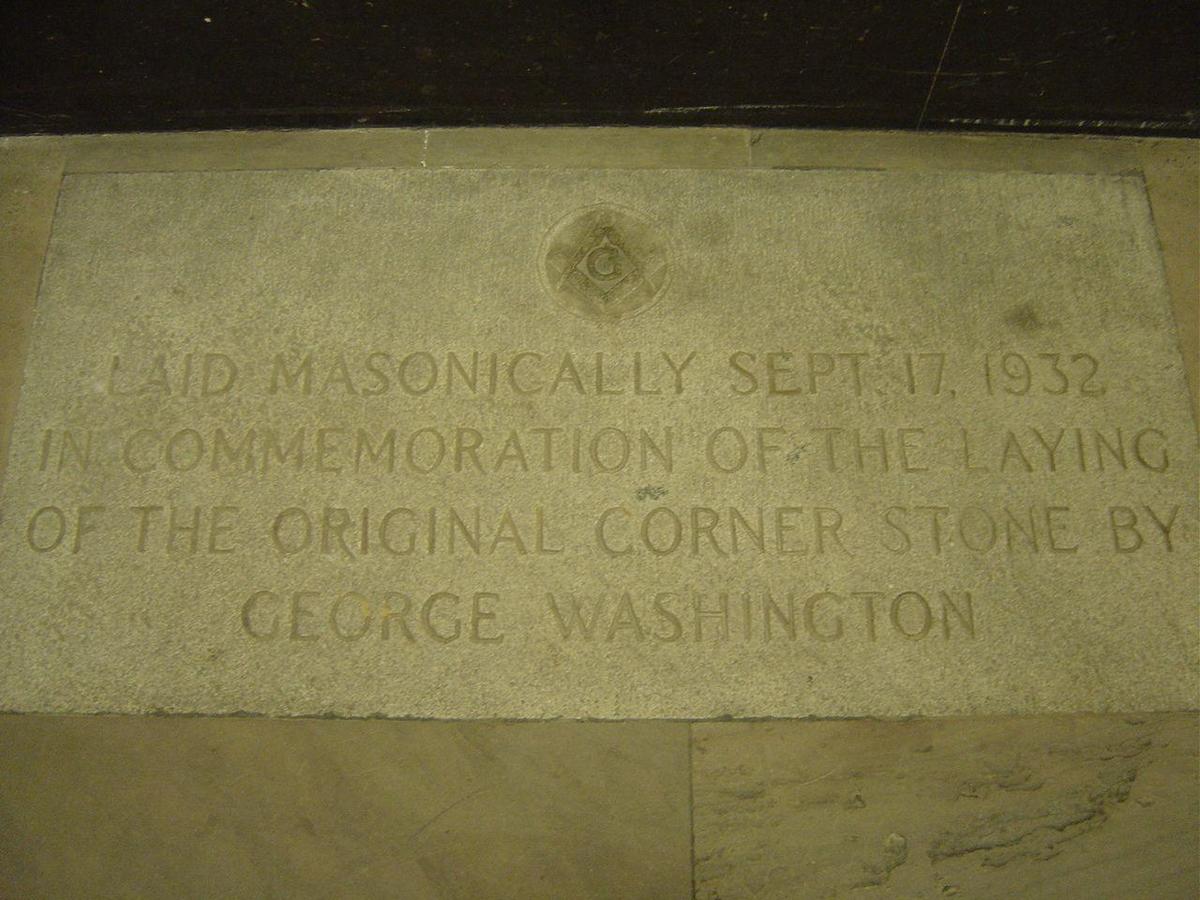 G
LAID MASONICALLY SEPT. 17, 1932
IN COMMEMORATION OF THE LAYING
OF THE ORIGINAL CORNER STONE BY
GEORGE WASHINGTON